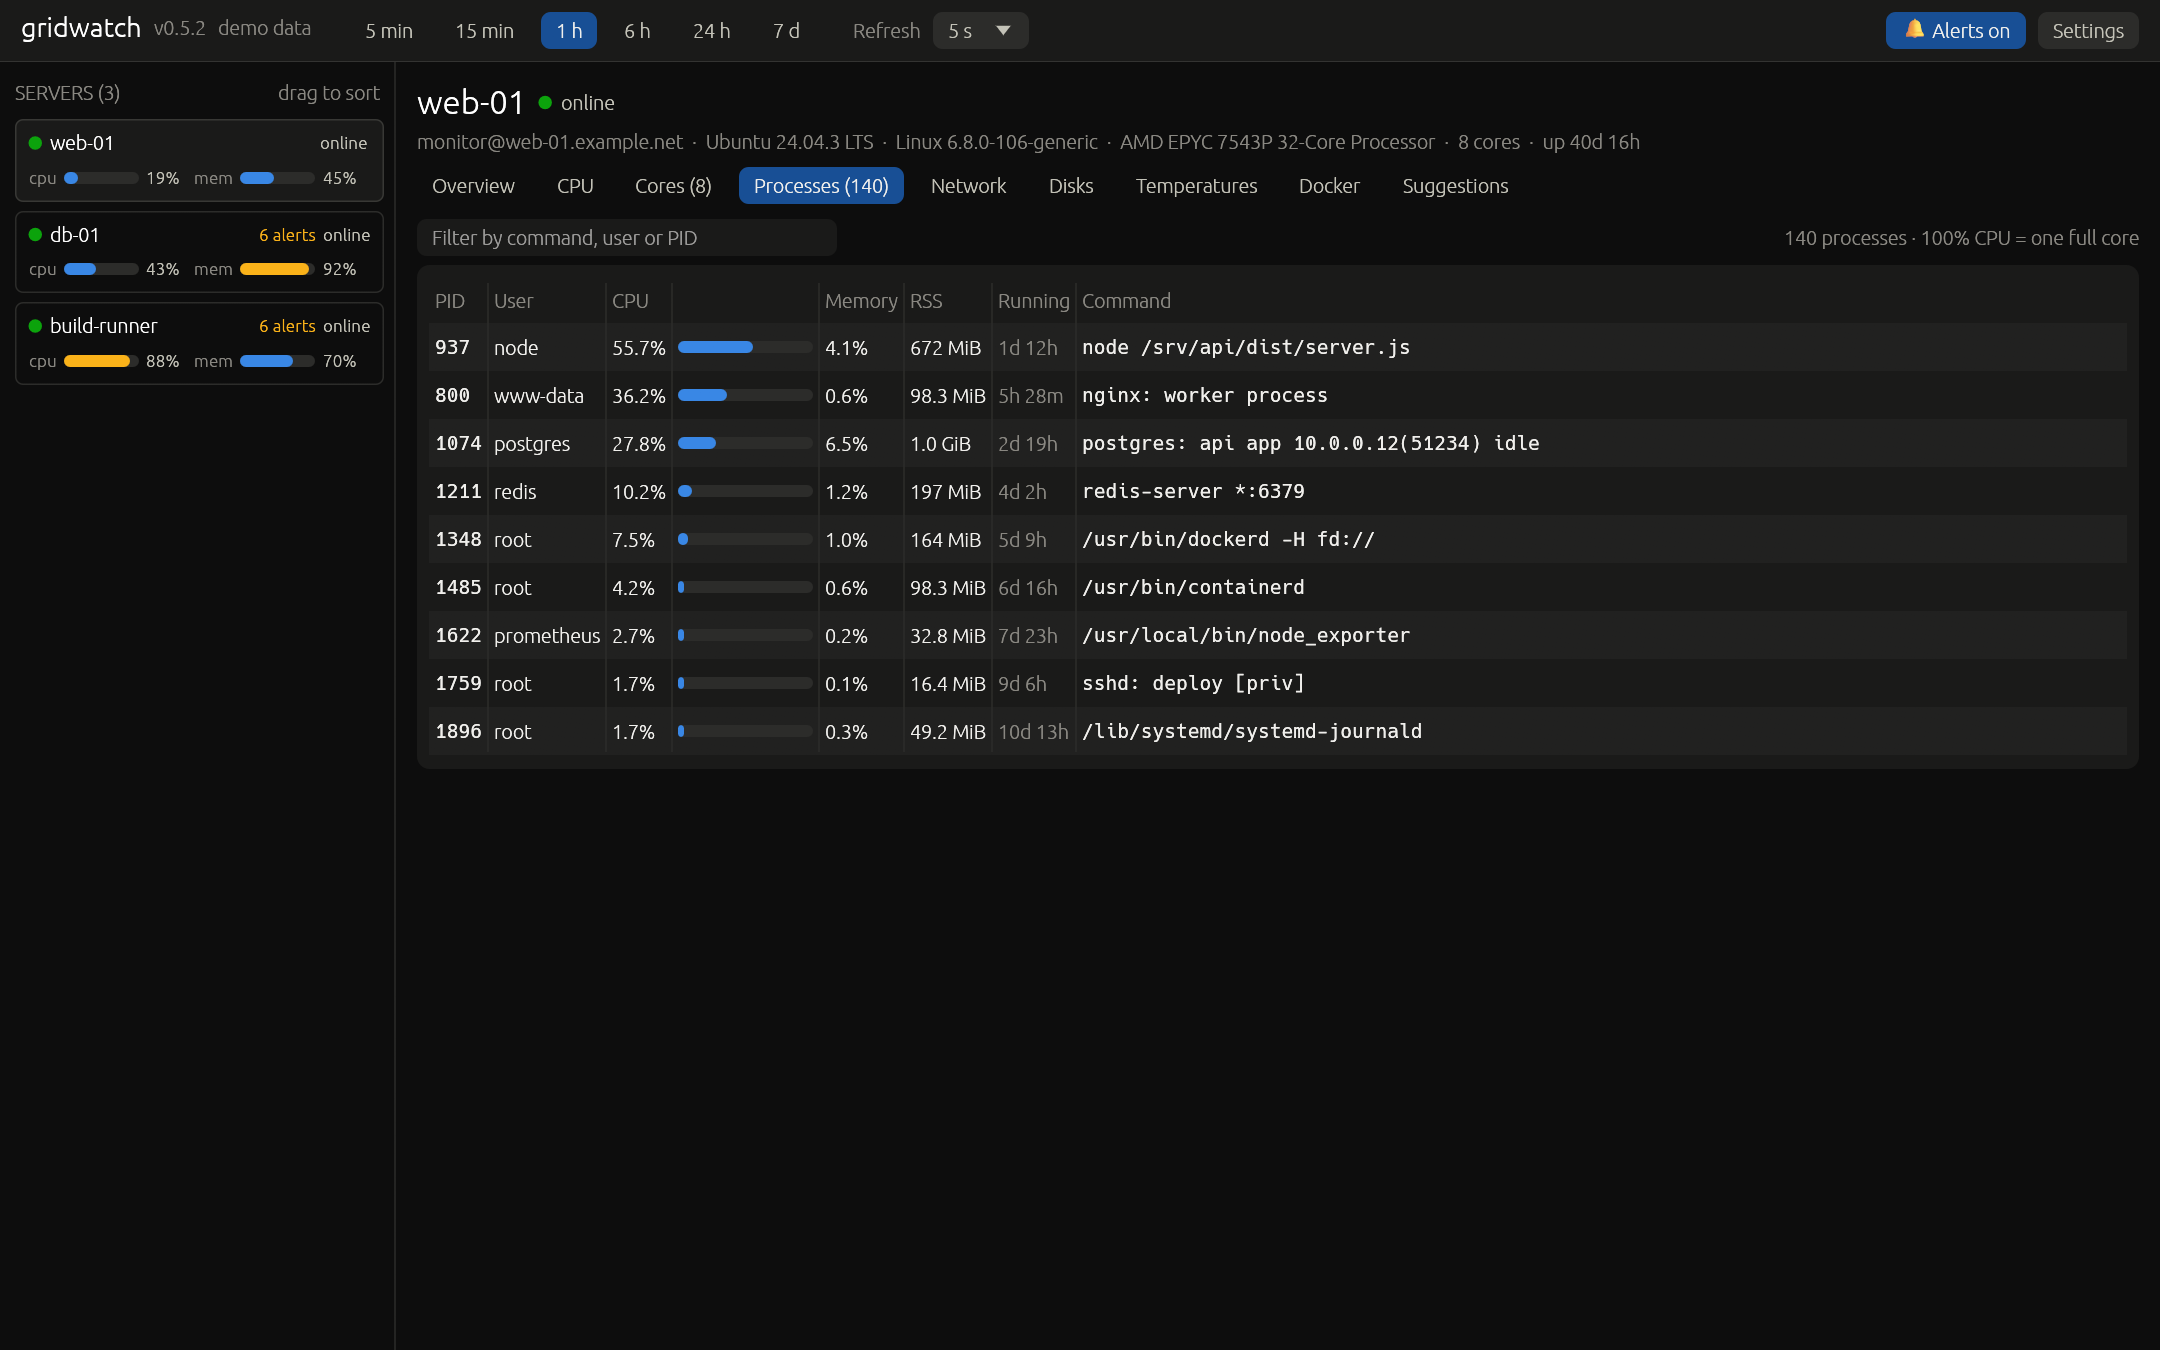 gridwatch v0.5.2 demo data 5 min 15 min 1 h 6 h 24 h 7 d Refresh 5 s Alerts on Settings
SERVERS (3) drag to sort
web-01 online
cpu 19% mem 45%
db-01 6 alerts online
cpu 43% mem 92%
build-runner 6 alerts online
cpu 88% mem 70%
web-01 online
monitor@web-01.example.net · Ubuntu 24.04.3 LTS · Linux 6.8.0-106-generic · AMD EPYC 7543P 32-Core Processor · 8 cores · up 40d 16h
Overview CPU Cores (8) Processes (140) Network Disks Temperatures Docker Suggestions
Filter by command, user or PID 140 processes · 100% CPU = one full core
PID User CPU Memory RSS Running Command
937 node 55.7% 4.1% 672 MiB 1d 12h node /srv/api/dist/server.js
800 www-data 36.2% 0.6% 98.3 MiB 5h 28m nginx: worker process
1074 postgres 27.8% 6.5% 1.0 GiB 2d 19h postgres: api app 10.0.0.12(51234) idle
1211 redis 10.2% 1.2% 197 MiB 4d 2h redis-server *:6379
1348 root 7.5% 1.0% 164 MiB 5d 9h /usr/bin/dockerd -H fd://
1485 root 4.2% 0.6% 98.3 MiB 6d 16h /usr/bin/containerd
1622 prometheus 2.7% 0.2% 32.8 MiB 7d 23h /usr/local/bin/node_exporter
1759 root 1.7% 0.1% 16.4 MiB 9d 6h sshd: deploy [priv]
1896 root 1.7% 0.3% 49.2 MiB 10d 13h /lib/systemd/systemd-journald